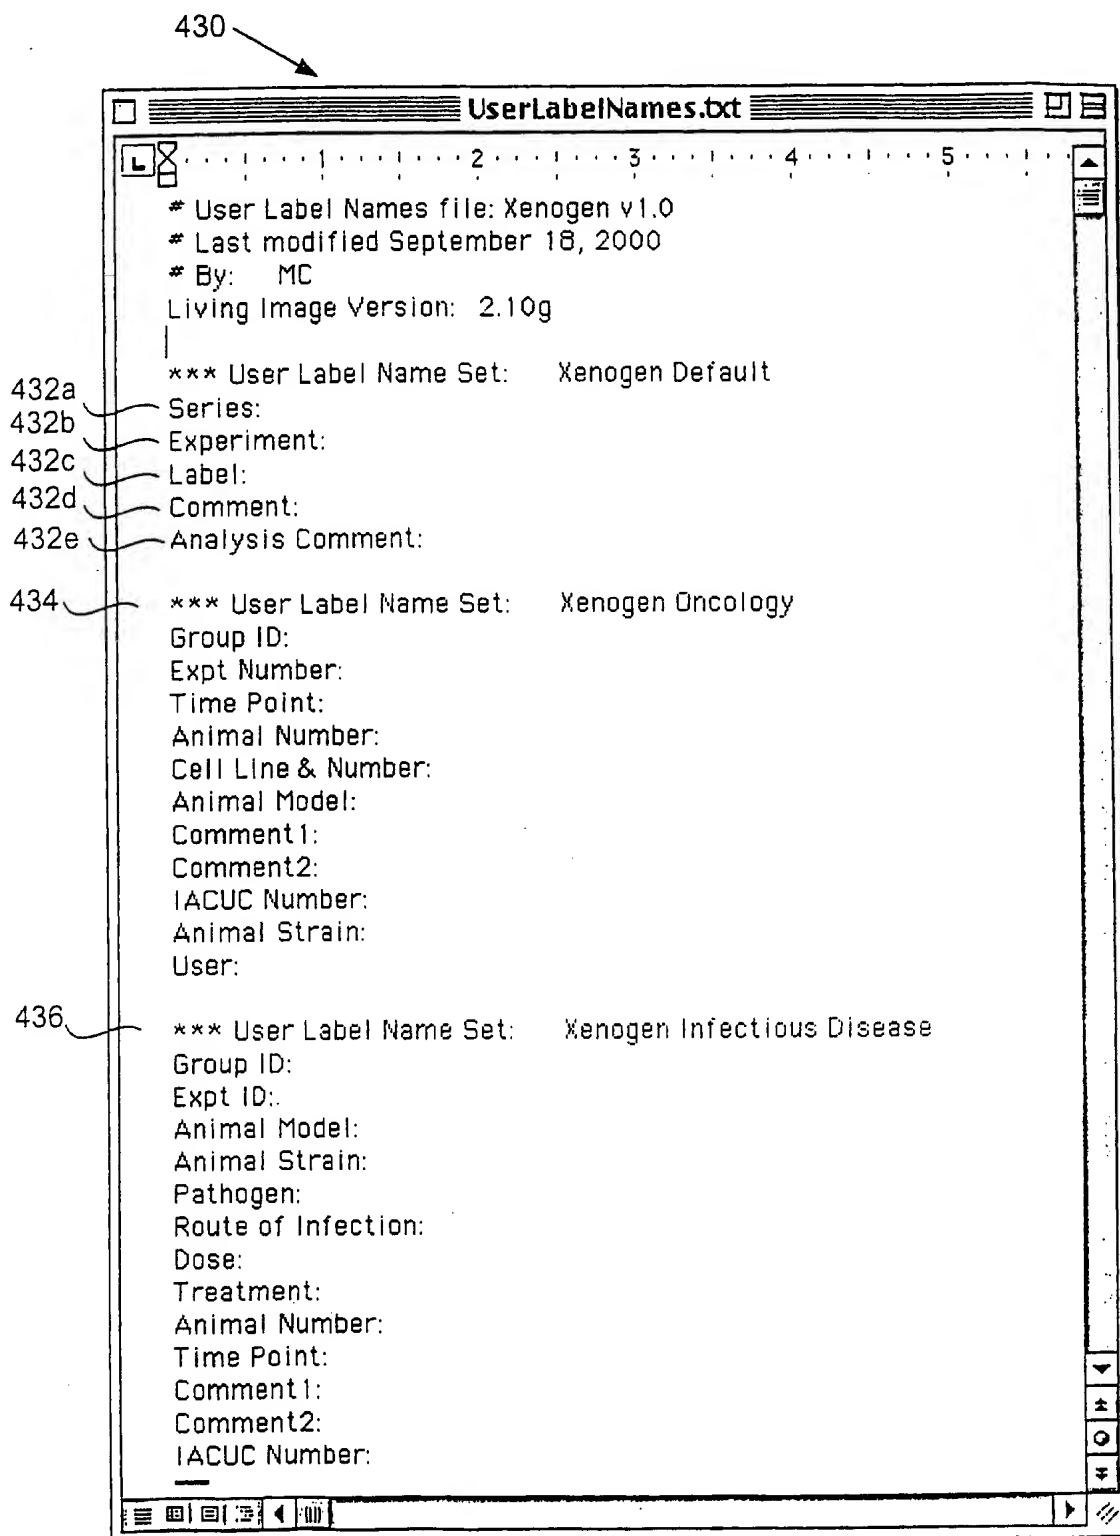 430
UserLabelNames.txt
1 2 3 4 5
# User Label Names file: Xenogen v1.0
# Last modified September 18, 2000
# By: MC
Living Image Version: 2.10g
*** User Label Name Set: Xenogen Default
432a Series:
432b Experiment:
432c Label:
432d Comment:
432e Analysis Comment:
434 *** User Label Name Set: Xenogen Oncology
Group ID:
Expt Number:
Time Point:
Animal Number:
Cell Line & Number:
Animal Model:
Comment1:
Comment2:
IACUC Number:
Animal Strain:
User:
436 *** User Label Name Set: Xenogen Infectious Disease
Group ID:
Expt ID:
Animal Model:
Animal Strain:
Pathogen:
Route of Infection:
Dose:
Treatment:
Animal Number:
Time Point:
Comment1:
Comment2:
IACUC Number: